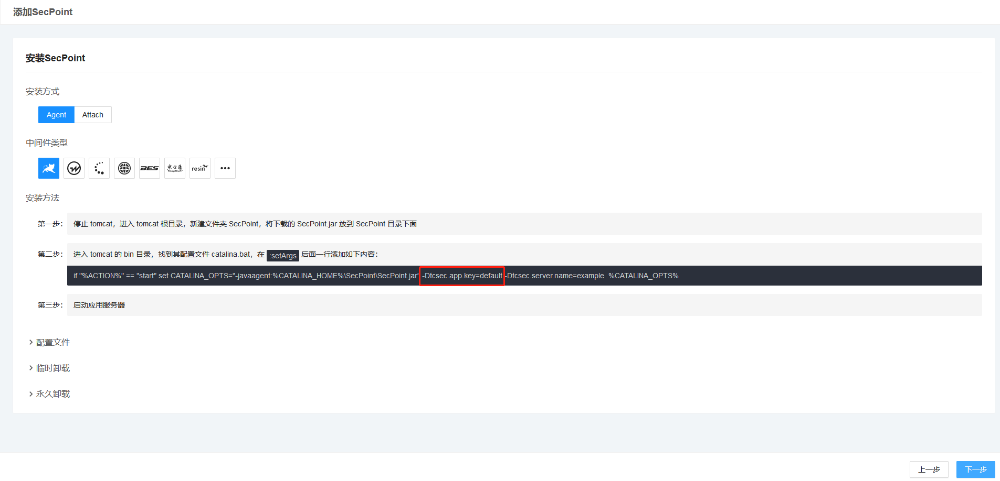 添加SecPoint
安装SecPoint
安装方式
Agent Attach
中间件类型
BES 东方通 TongTech resin
安装方法
第一步： 停止 tomcat，进入 tomcat 根目录，新建文件夹 SecPoint，将下载的 SecPoint.jar 放到 SecPoint 目录下面
第二步： 进入 tomcat 的 bin 目录，找到其配置文件 catalina.bat，在 :setArgs 后面一行添加如下内容：
if "%ACTION%" == "start" set CATALINA_OPTS="-javaagent:%CATALINA_HOME%\SecPoint\SecPoint.jar" -Dtcsec.app.key=default -Dtcsec.server.name=example %CATALINA_OPTS%
第三步： 启动应用服务器
配置文件
临时卸载
永久卸载
上一步 下一步